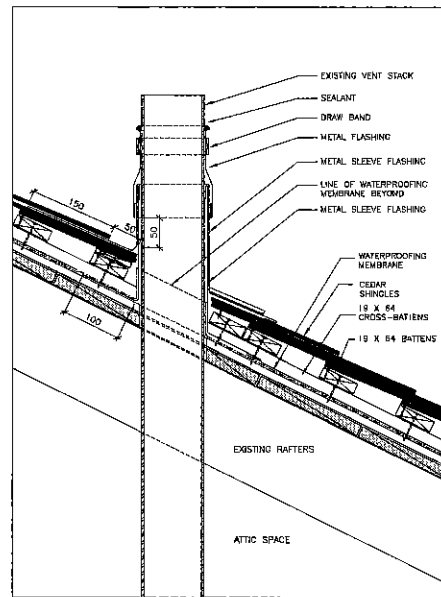 EXISTING VENT STACK
SEALANT
DRAW BAND
METAL FLASHING
METAL SLEEVE FLASHING
LINE OF WATERPROOFING
MEMBRANE BEYOND
METAL SLEEVE FLASHING
150
50
50
WATERPROOFING
MEMBRANE
CEDAR
SHINGLES
19 X 64
CROSS-BATTENS
19 X 64 BATTENS
100
EXISTING RAFTERS
ATTIC SPACE